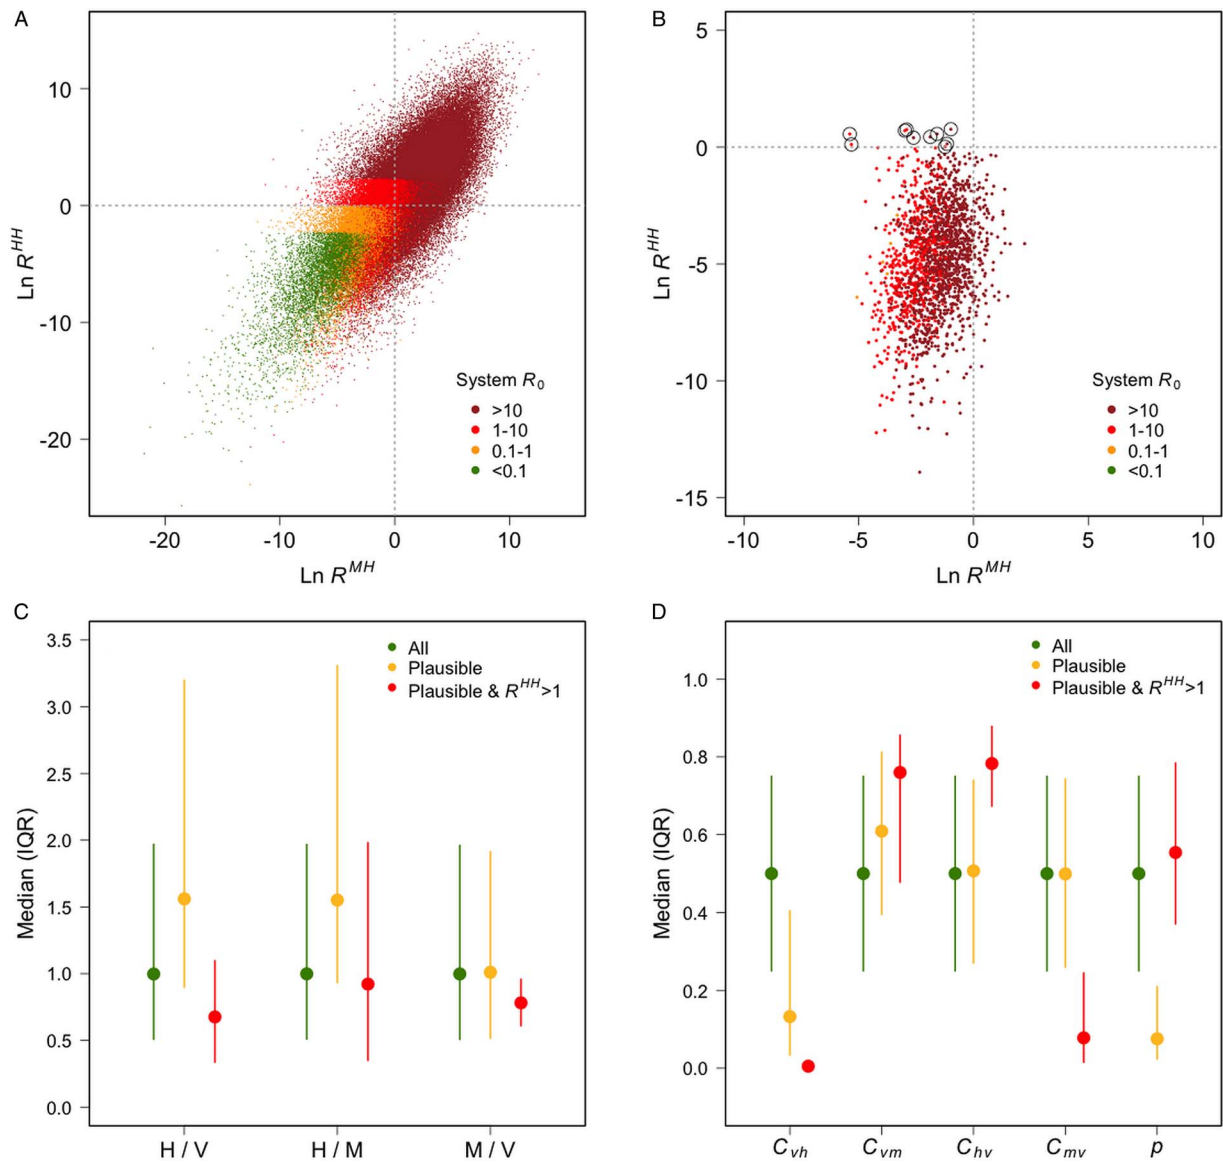 A
Ln R^HH
10
0
-10
-20
System R₀
>10
1-10
0.1-1
<0.1
-20 -10 0 10
Ln R^MH
B
Ln R^HH
5
0
-5
-10
-15
System R₀
>10
1-10
0.1-1
<0.1
-10 -5 0 5 10
Ln R^MH
C
Median (IQR)
3.5
3.0
2.5
2.0
1.5
1.0
0.5
0.0
All
Plausible
Plausible & R^HH>1
H / V H / M M / V
D
Median (IQR)
1.0
0.8
0.6
0.4
0.2
0.0
All
Plausible
Plausible & R^HH>1
C_vh C_vm C_hv C_mv p